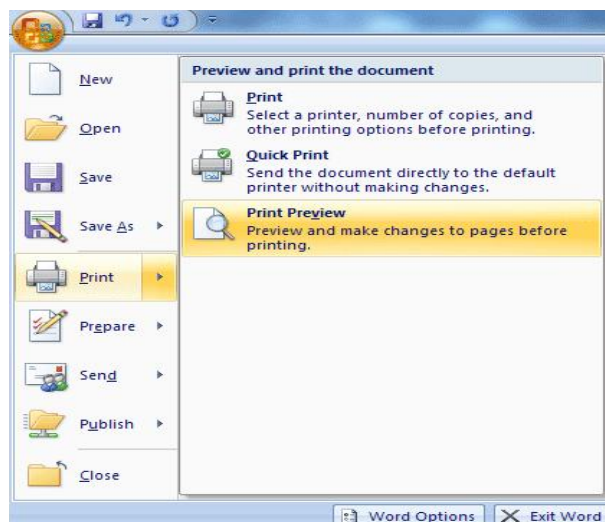 New
Open
Save
Save As
Print
Prepare
Send
Publish
Close
Preview and print the document
Print
Select a printer, number of copies, and
other printing options before printing.
Quick Print
Send the document directly to the default
printer without making changes.
Print Preview
Preview and make changes to pages before
printing.
Word Options
Exit Word